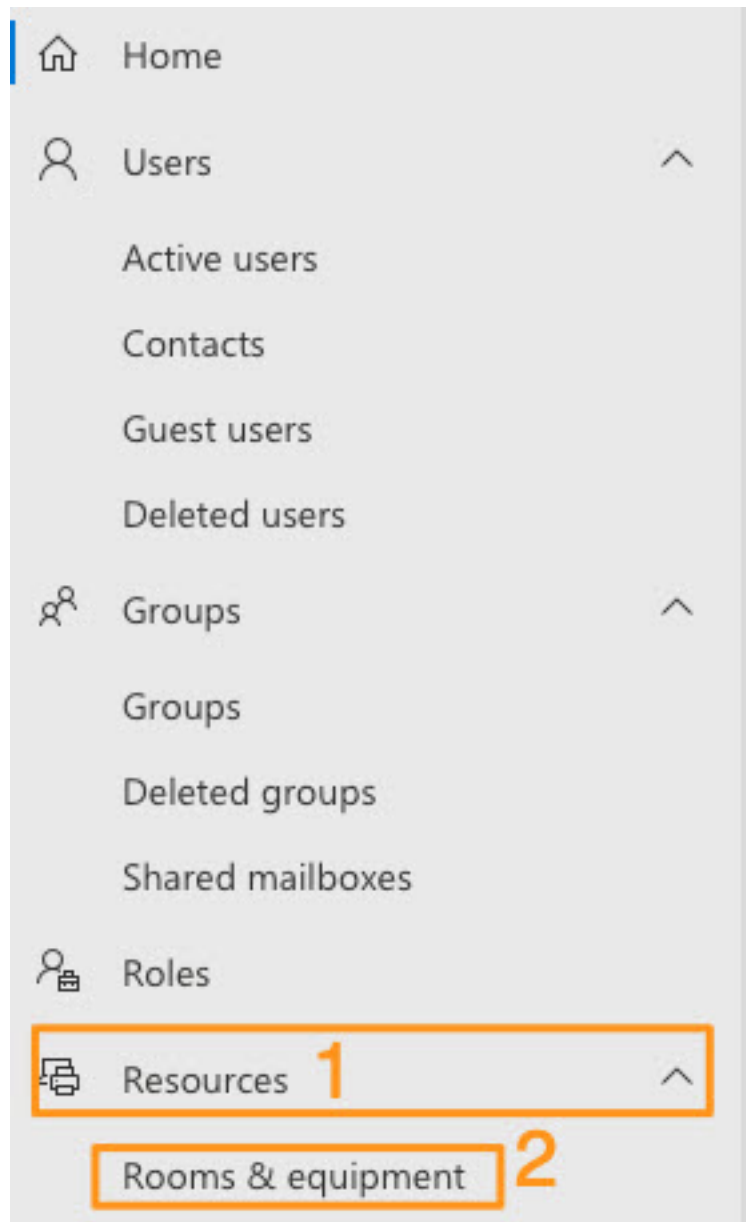 Home
Users
Active users
Contacts
Guest users
Deleted users
Groups
Groups
Deleted groups
Shared mailboxes
Roles
Resources 1
Rooms & equipment 2